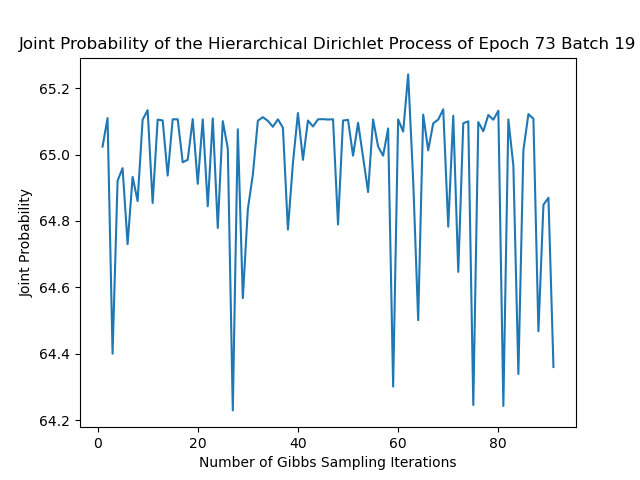 Joint Probability of the Hierarchical Dirichlet Process of Epoch 73 Batch 19
65.2
65.0
64.8
64.6
64.4
64.2
Joint Probability
0 20 40 60 80
Number of Gibbs Sampling Iterations